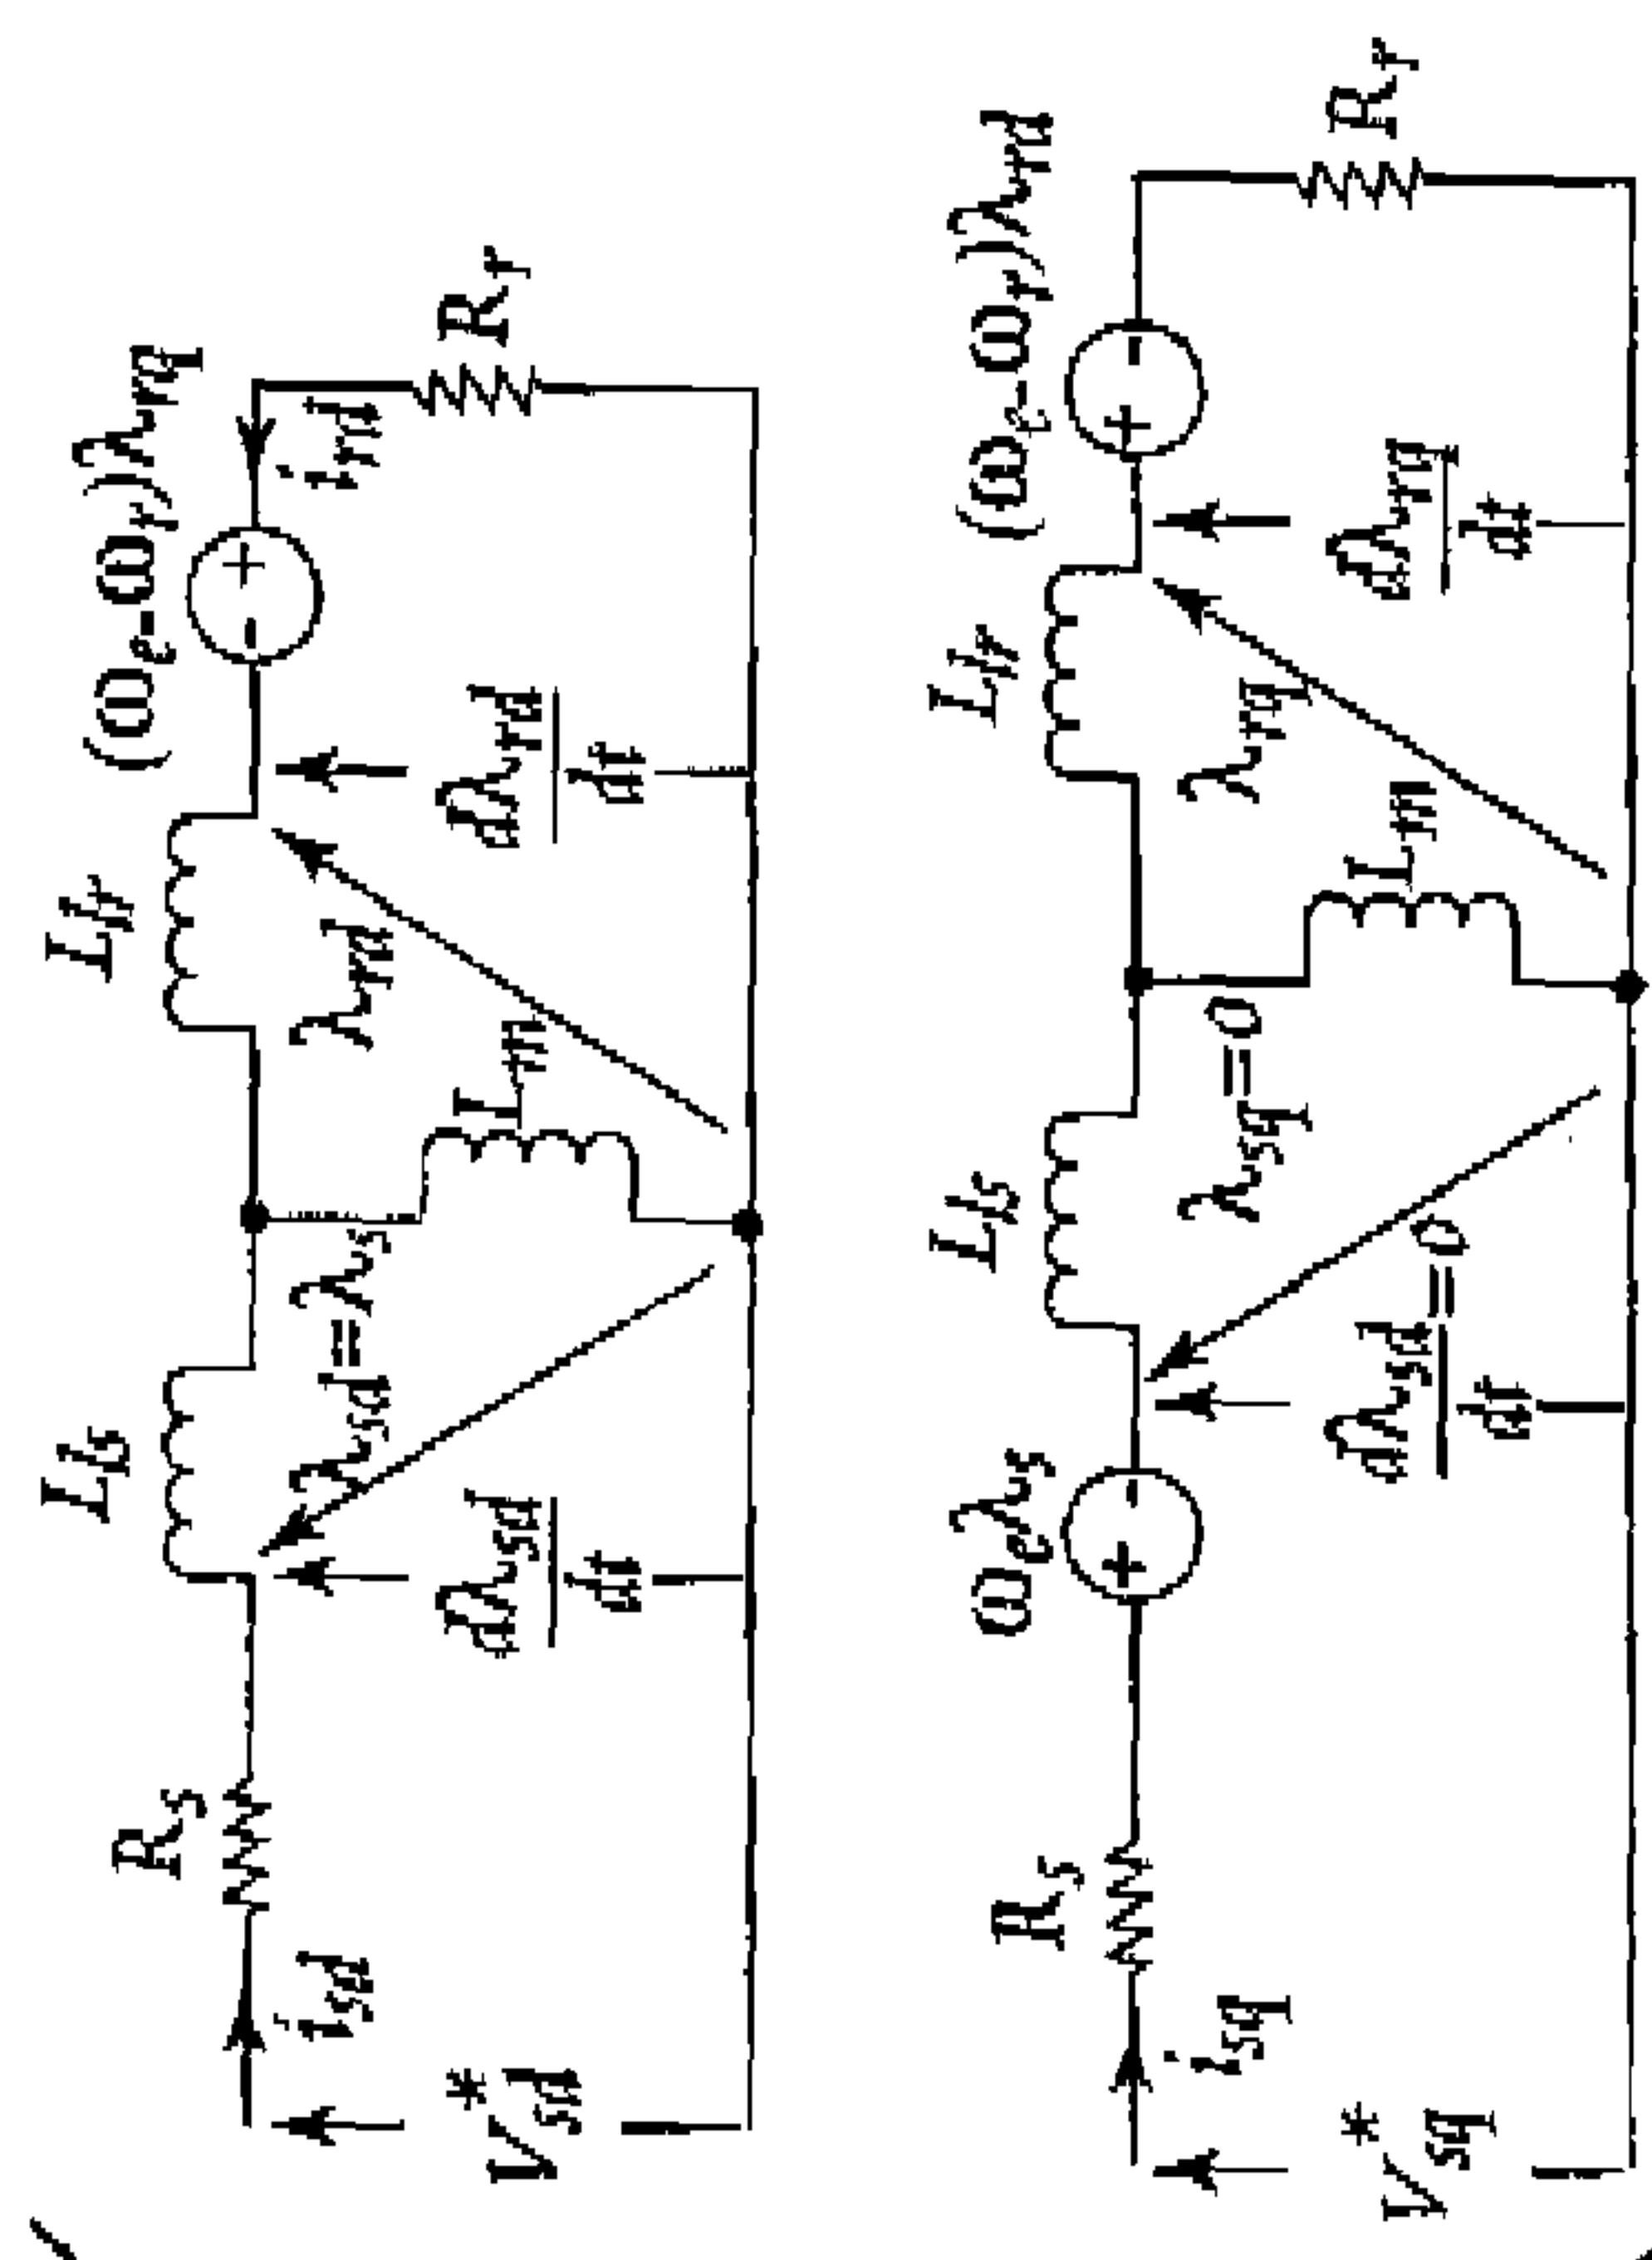 Rs Lls Llr (ωe-ωr)λrq
isd λsd=λs λrd ird
V*sd dλsd/dt Lm dλrd/dt Rr
Rs ωeλs Lls Llr (ωe-ωr)λrd
isq λsq=0 λrq
V*sq dλsq/dt=0 Lm dλrq/dt Rr